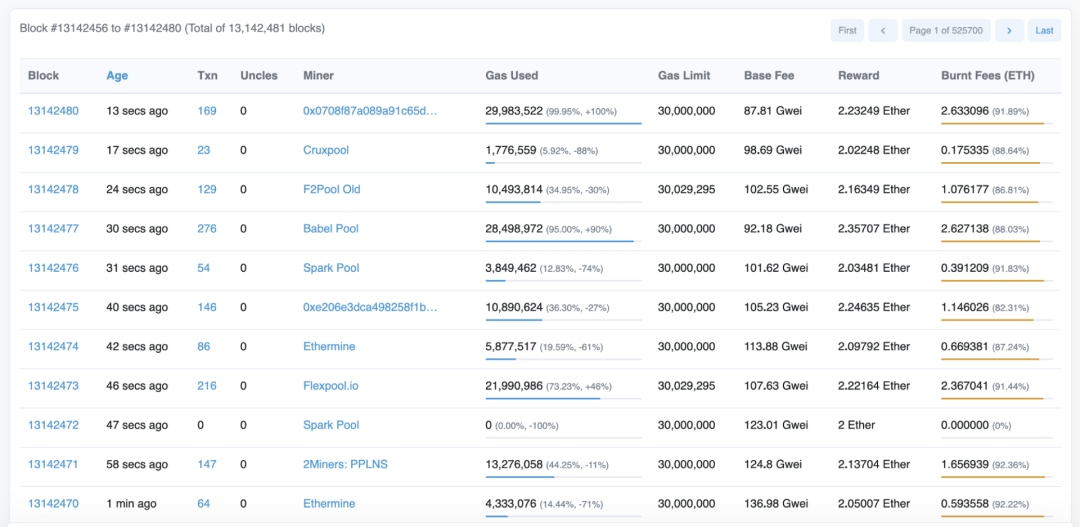 Block #13142456 to #13142480 (Total of 13,142,481 blocks) First ‹ Page 1 of 525700 › Last
Block Age Txn Uncles Miner Gas Used Gas Limit Base Fee Reward Burnt Fees (ETH)
13142480 13 secs ago 169 0 0x0708f87a089a91c65d... 29,983,522 (99.95%, +100%) 30,000,000 87.81 Gwei 2.23249 Ether 2.633096 (91.89%)
13142479 17 secs ago 23 0 Cruxpool 1,776,559 (5.92%, -88%) 30,000,000 98.69 Gwei 2.02248 Ether 0.175335 (88.64%)
13142478 24 secs ago 129 0 F2Pool Old 10,493,814 (34.95%, -30%) 30,029,295 102.55 Gwei 2.16349 Ether 1.076177 (86.81%)
13142477 30 secs ago 276 0 Babel Pool 28,498,972 (95.00%, +90%) 30,000,000 92.18 Gwei 2.35707 Ether 2.627138 (88.03%)
13142476 31 secs ago 54 0 Spark Pool 3,849,462 (12.83%, -74%) 30,000,000 101.62 Gwei 2.03481 Ether 0.391209 (91.83%)
13142475 40 secs ago 146 0 0xe206e3dca498258f1b... 10,890,624 (36.30%, -27%) 30,000,000 105.23 Gwei 2.24635 Ether 1.146026 (82.31%)
13142474 42 secs ago 86 0 Ethermine 5,877,517 (19.59%, -61%) 30,000,000 113.88 Gwei 2.09792 Ether 0.669381 (87.24%)
13142473 46 secs ago 216 0 Flexpool.io 21,990,986 (73.23%, +46%) 30,029,295 107.63 Gwei 2.22164 Ether 2.367041 (91.44%)
13142472 47 secs ago 0 0 Spark Pool 0 (0.00%, -100%) 30,000,000 123.01 Gwei 2 Ether 0.000000 (0%)
13142471 58 secs ago 147 0 2Miners: PPLNS 13,276,058 (44.25%, -11%) 30,000,000 124.8 Gwei 2.13704 Ether 1.656939 (92.36%)
13142470 1 min ago 64 0 Ethermine 4,333,076 (14.44%, -71%) 30,000,000 136.98 Gwei 2.05007 Ether 0.593558 (92.22%)